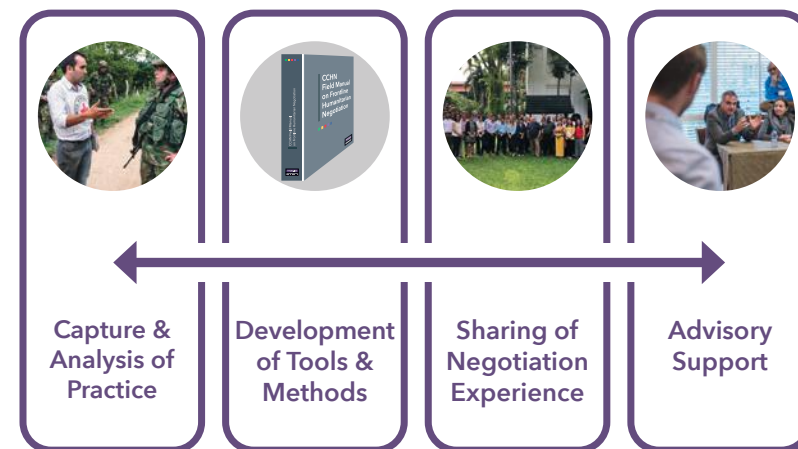 CCHN
Field Manual
on Frontline
Humanitarian
Negotiation
Capture &
Analysis of
Practice
Development
of Tools &
Methods
Sharing of
Negotiation
Experience
Advisory
Support